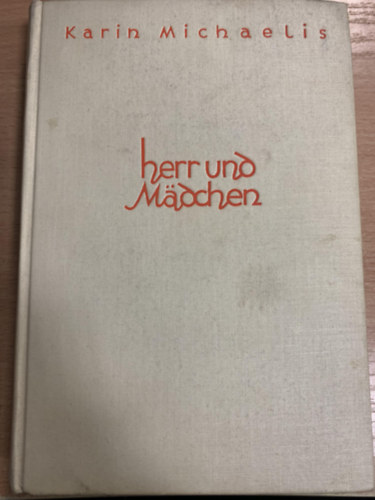 Karin Michaelis
herr und
Mädchen